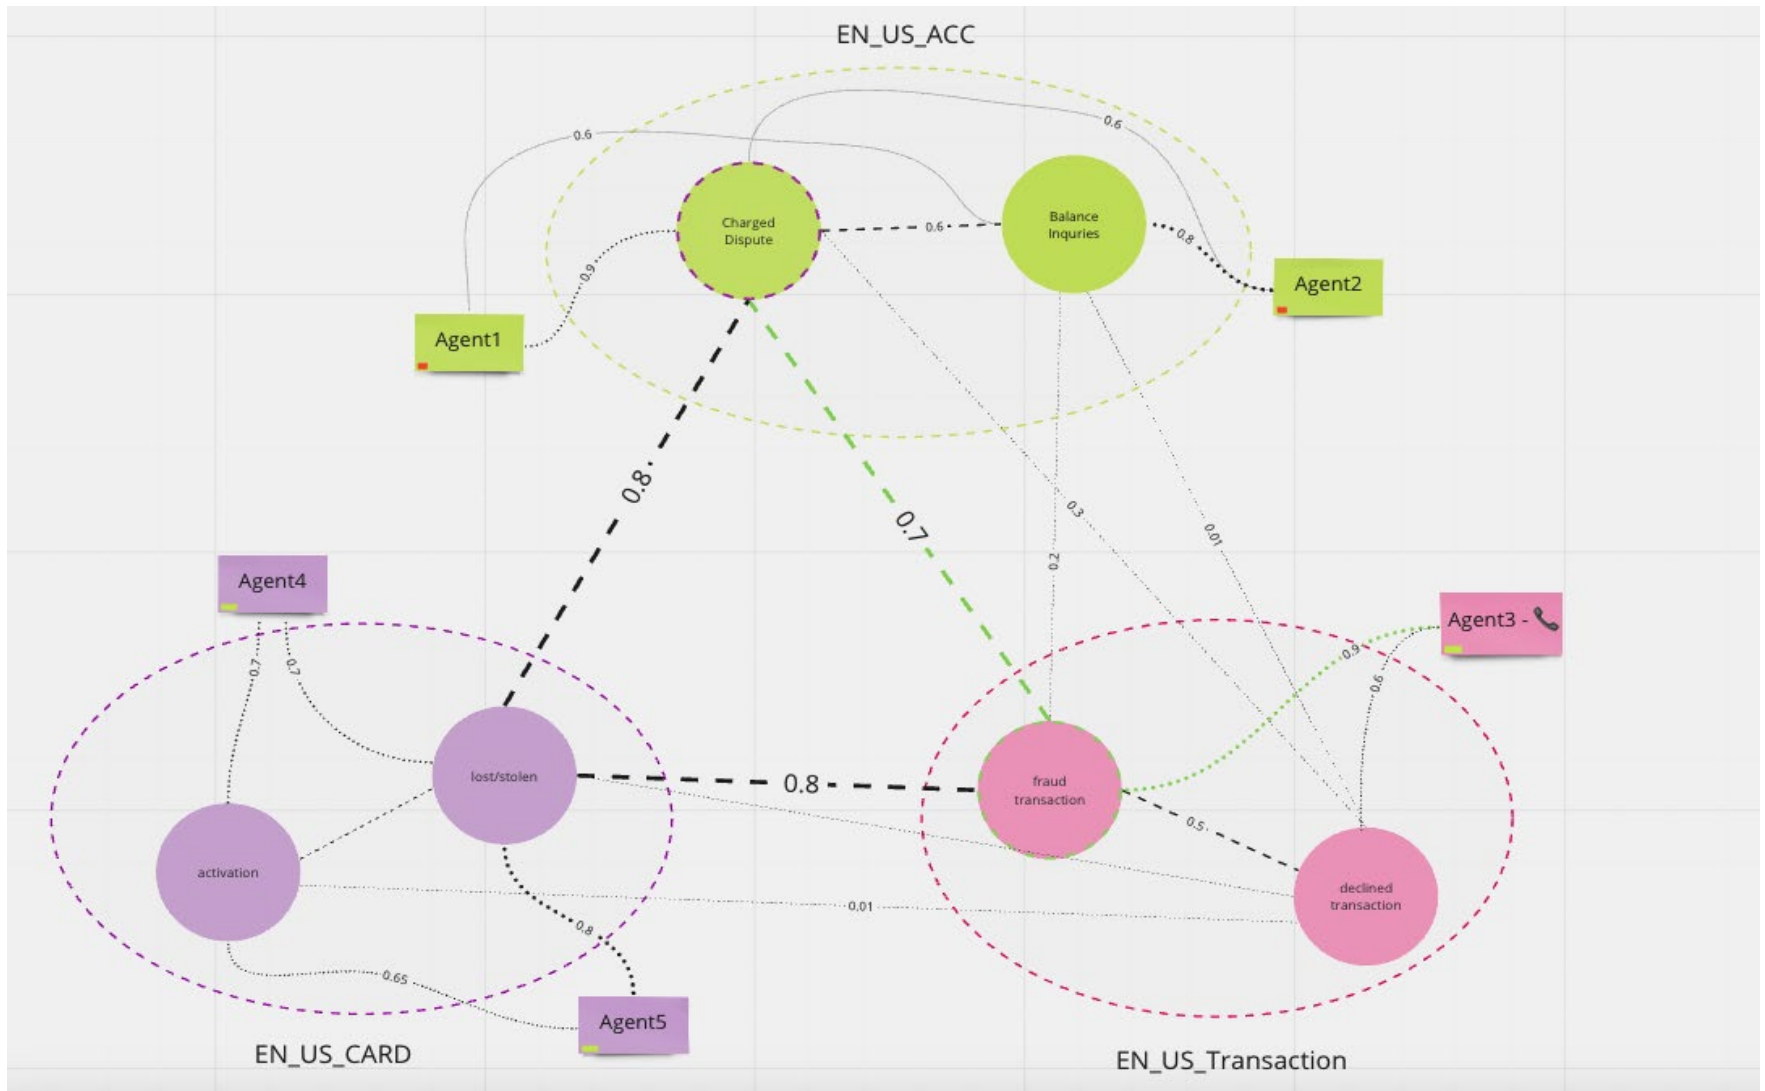 EN_US_ACC
0.6
0.6
Charged
Dispute
0.6
Balance
Inquries
0.8
0.9
Agent1
Agent2
0.8
0.7
0.3
0.01
0.2
Agent4
0.7
0.7
Agent3 -
0.9
0.6
lost/stolen
0.8
fraud
transaction
0.5
activation
declined
transaction
0.01
0.8
0.65
Agent5
EN_US_CARD
EN_US_Transaction